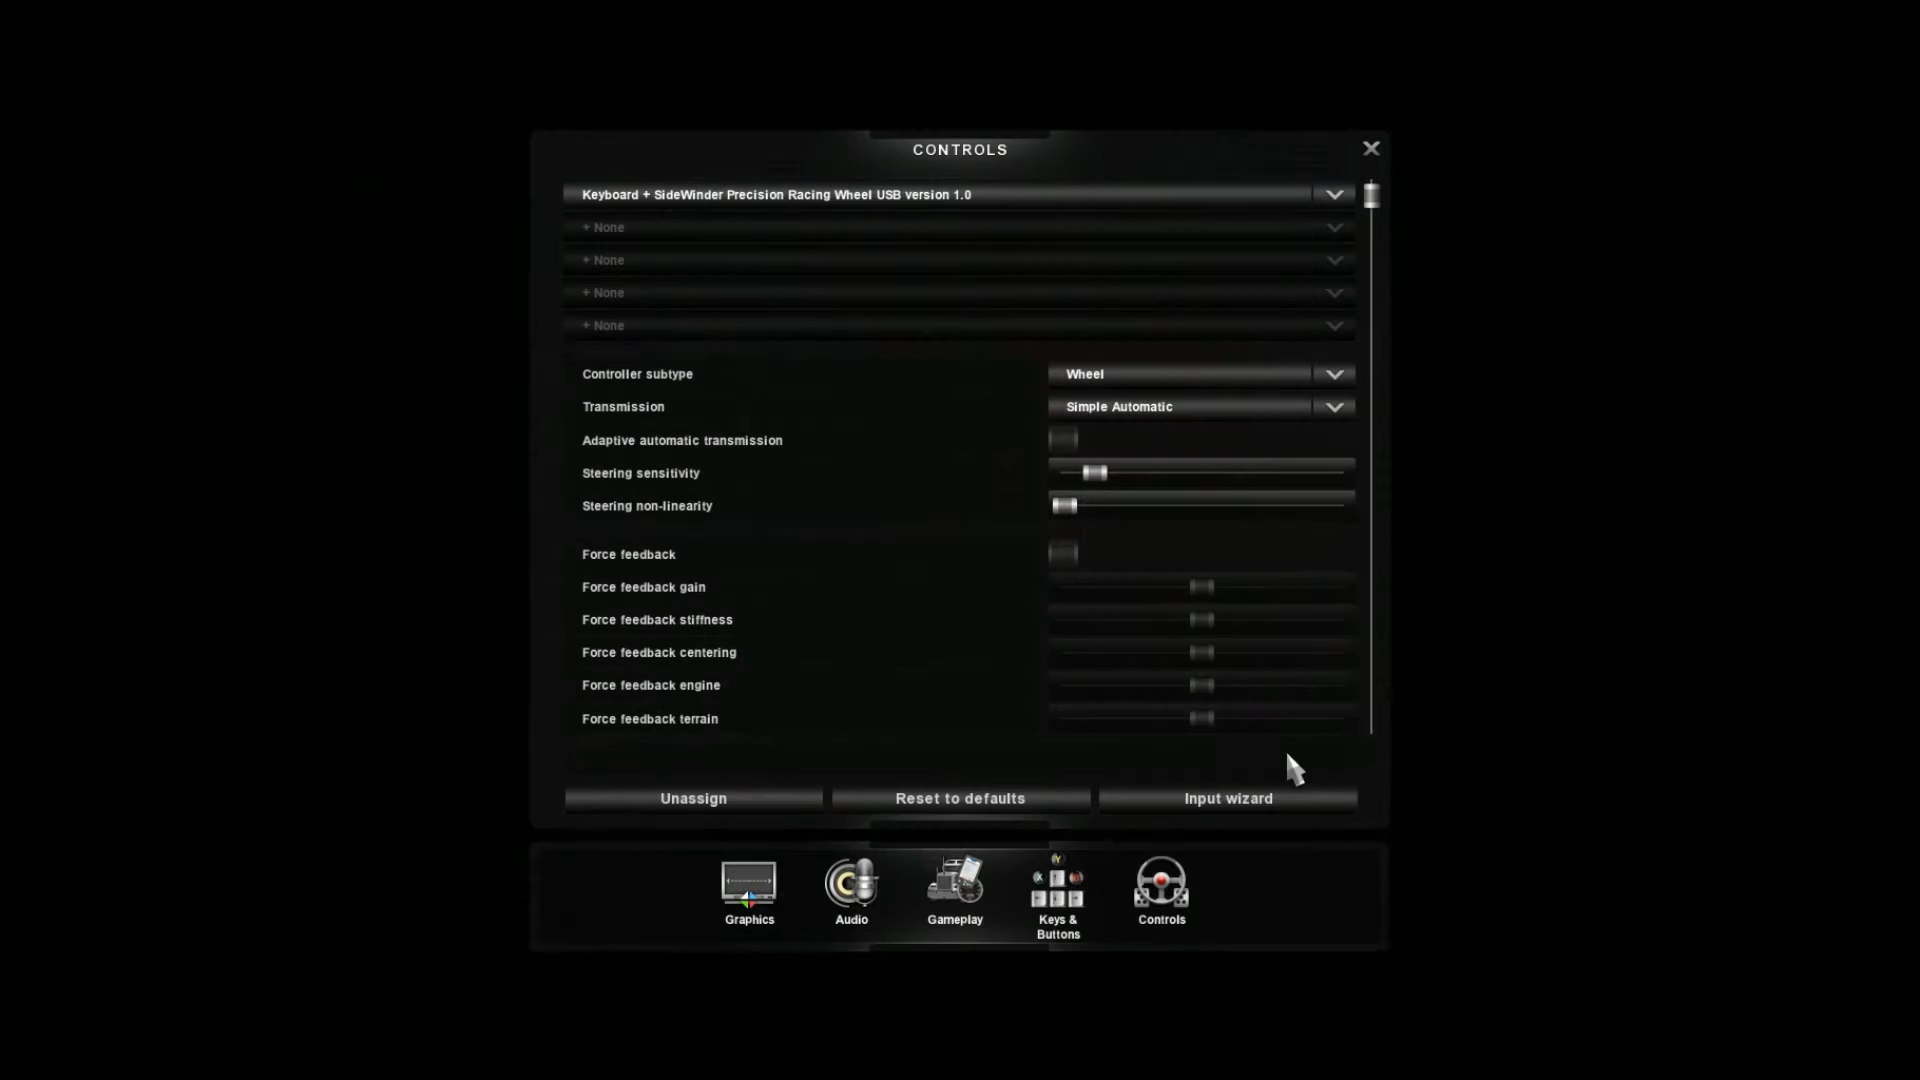 CONTROLS
Keyboard + SideWinder Precision Racing Wheel USB version 1.0
+ None
+ None
+ None
+ None
Controller subtype
Wheel
Transmission
Simple Automatic
Adaptive automatic transmission
Steering sensitivity
Steering non-linearity
Force feedback
Force feedback gain
Force feedback stiffness
Force feedback centering
Force feedback engine
Force feedback terrain
Unassign
Reset to defaults
Input wizard
Graphics
Audio
Gameplay
Keys &
Buttons
Controls